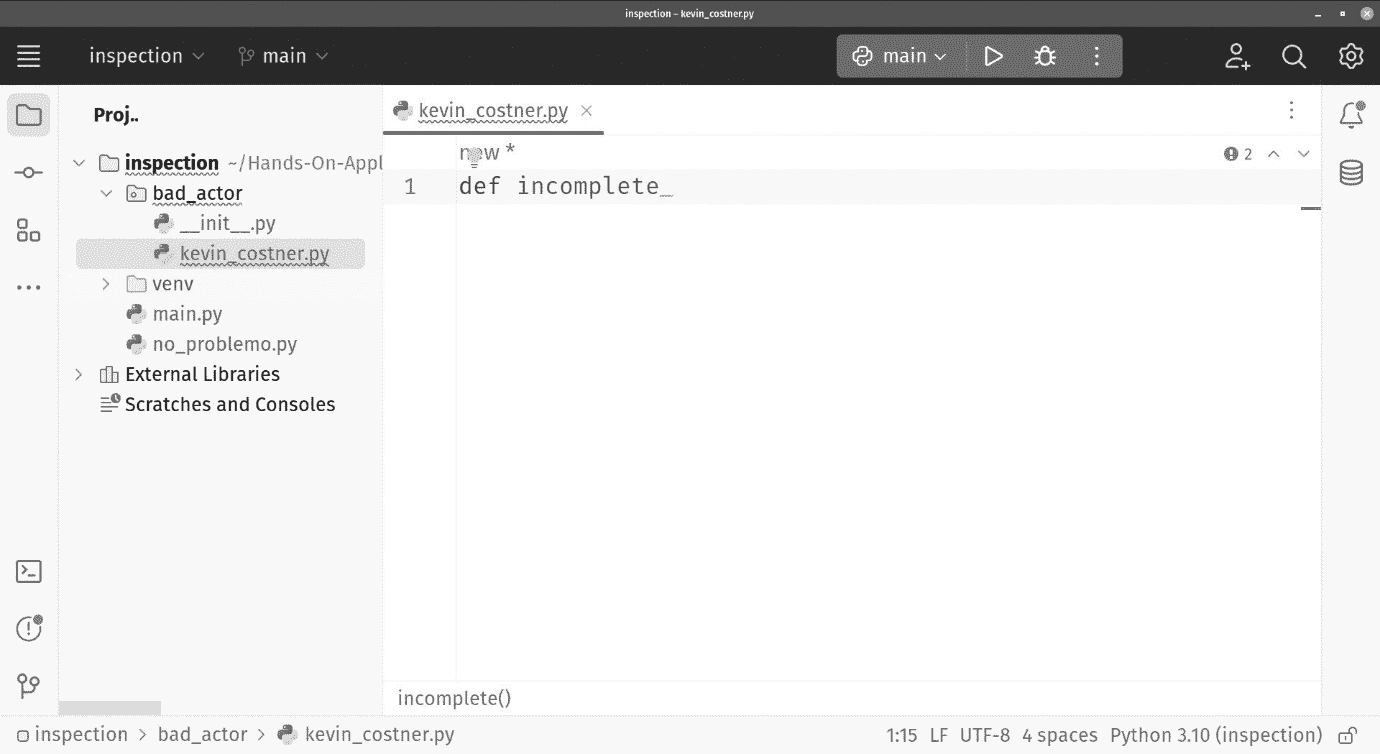 inspection – kevin_costner.py
inspection main main
Proj..
kevin_costner.py
inspection ~/Hands-On-Appl
bad_actor
__init__.py
kevin_costner.py
venv
main.py
no_problemo.py
External Libraries
Scratches and Consoles
new *
2
1 def incomplete
incomplete()
inspection > bad_actor > kevin_costner.py
1:15 LF UTF-8 4 spaces Python 3.10 (inspection)